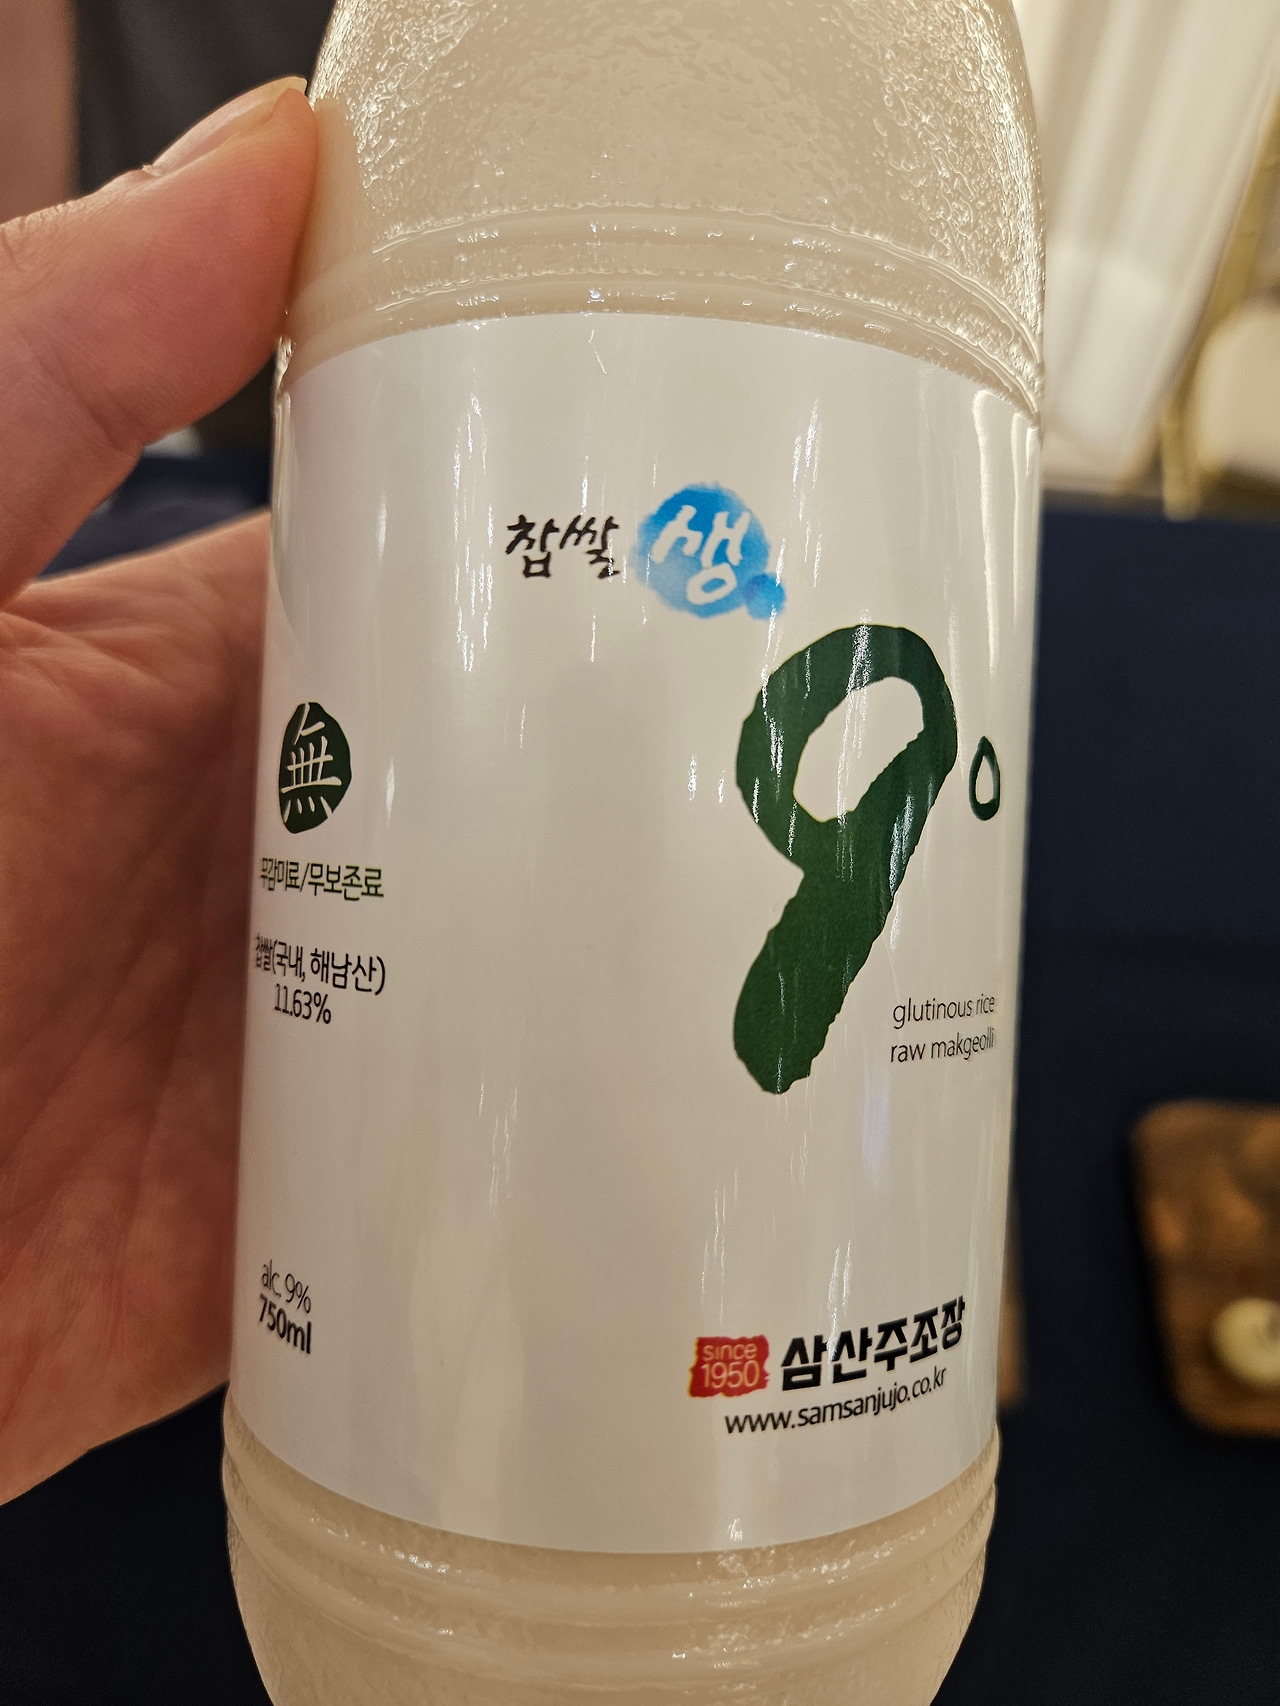 찹쌀 생
9°
glutinous rice
raw makgeolli
無
무감미료/무보존료
찹쌀(국내, 해남산)
11.63%
alc. 9%
750ml
since
1950
삼산주조장
www.samsanjujo.co.kr